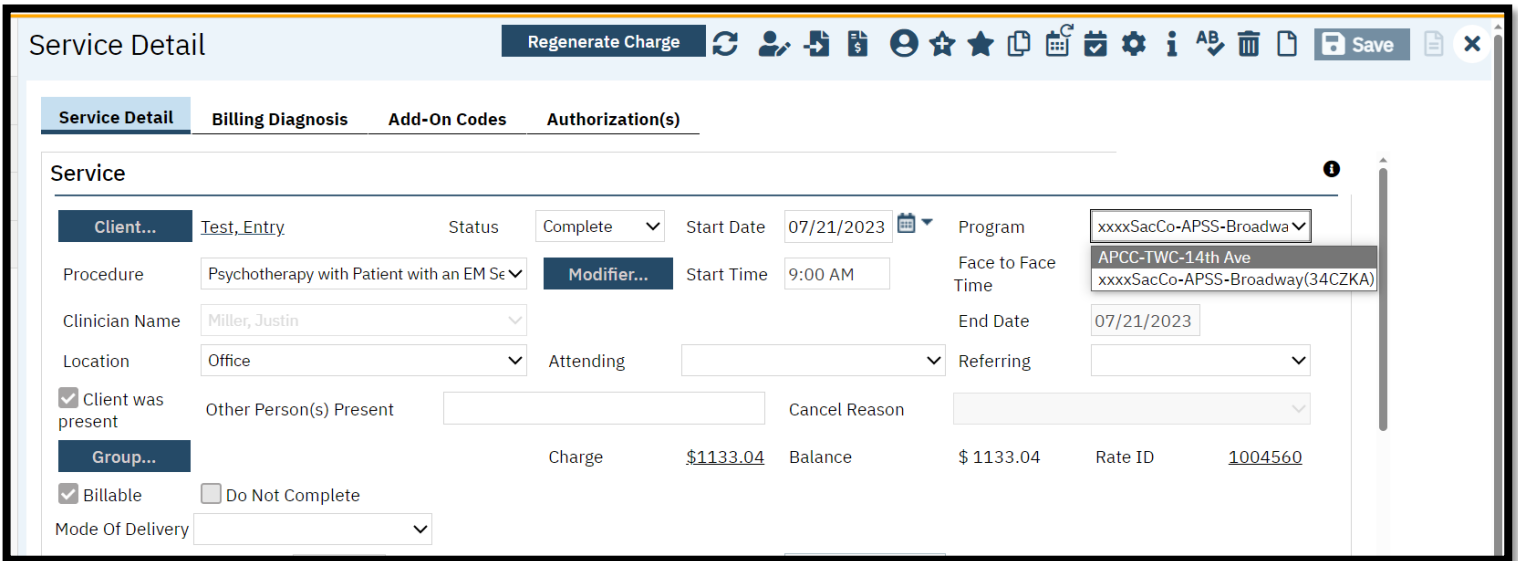 Service Detail Regenerate Charge AB Save
Service Detail Billing Diagnosis Add-On Codes Authorization(s)
Service
Client... Test, Entry Status Complete Start Date 07/21/2023 Program xxxxSacCo-APSS-Broadwa
APCC-TWC-14th Ave
xxxxSacCo-APSS-Broadway(34CZKA)
Procedure Psychotherapy with Patient with an EM Se Modifier... Start Time 9:00 AM Face to Face
Time
Clinician Name Miller, Justin End Date 07/21/2023
Location Office Attending Referring
Client was
present Other Person(s) Present Cancel Reason
Group... Charge $1133.04 Balance $ 1133.04 Rate ID 1004560
Billable Do Not Complete
Mode Of Delivery